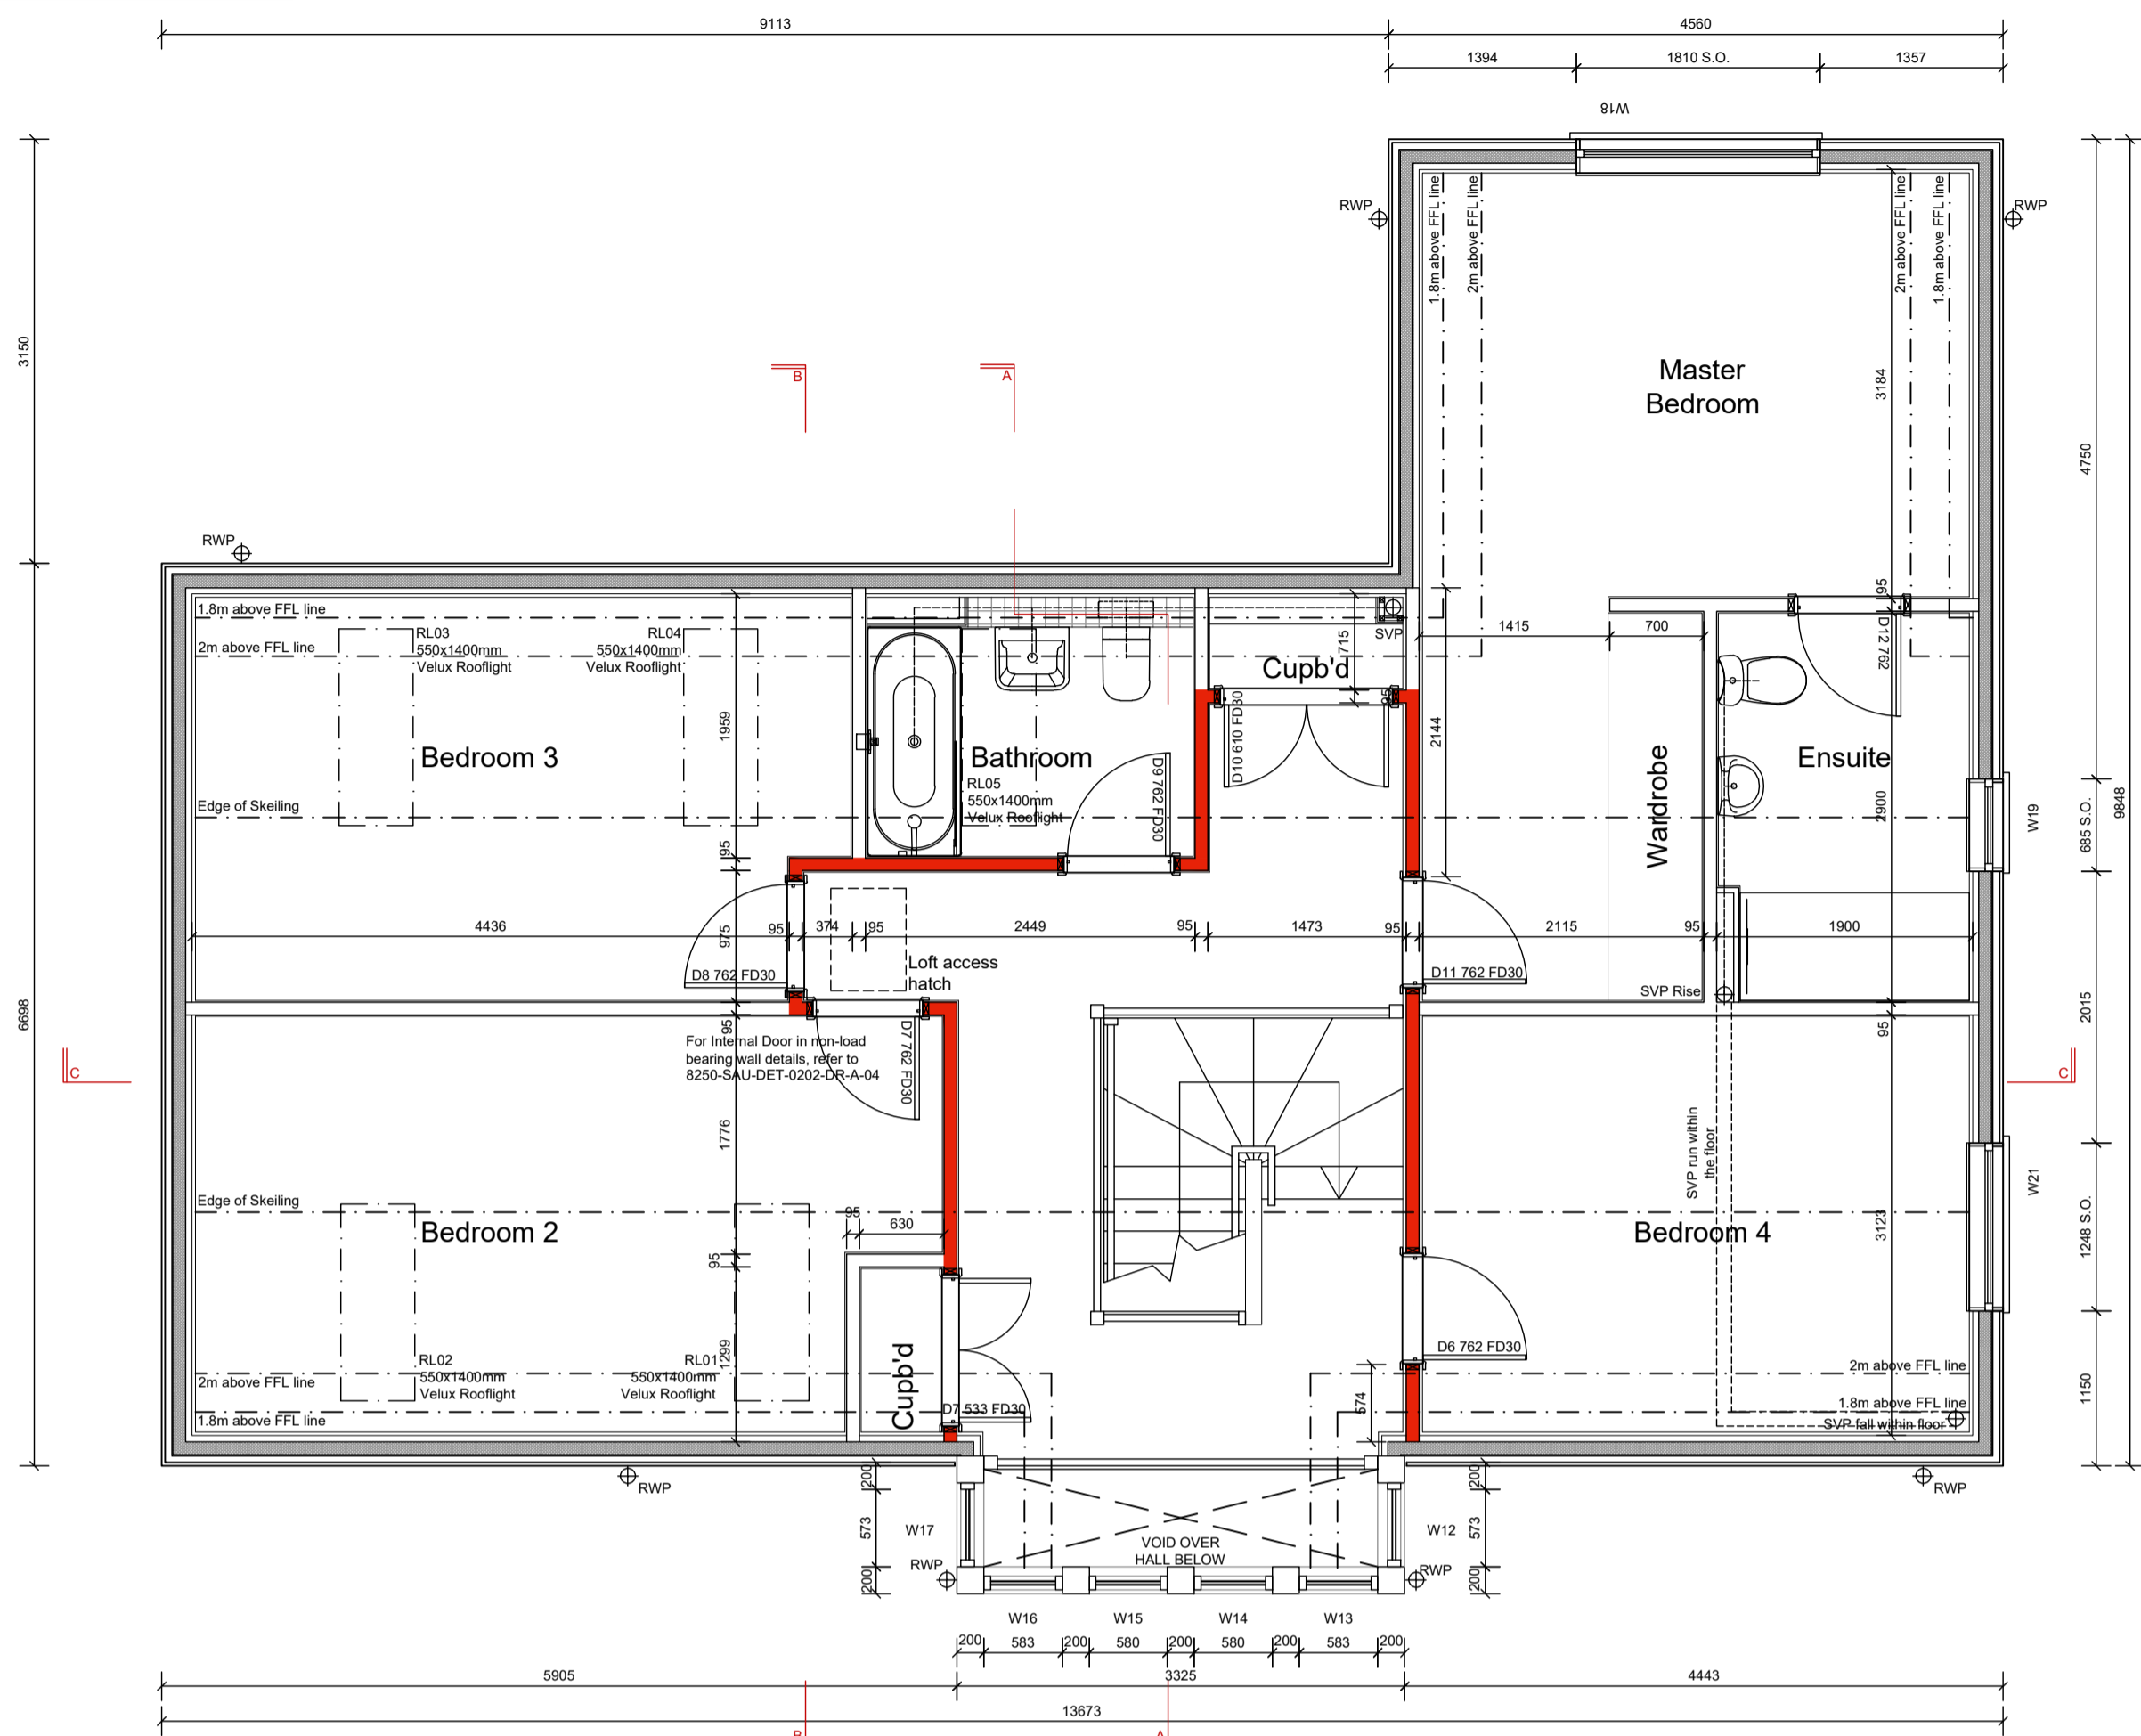 9113
4560
1394
1810 S.O.
1357
W18
RWP
RWP
1.8m above FFL line
2m above FFL line
2m above FFL line
1.8m above FFL line
3150
B
A
Master
Bedroom
3184
4750
9848
RWP
1.8m above FFL line
2m above FFL line
RL03
550x1400mm
Velux Rooflight
RL04
550x1400mm
Velux Rooflight
SVP
715
95
Cupb'd
1415
700
95
D12 762
1959
Bedroom 3
Bathroom
RL05
550x1400mm
Velux Rooflight
D9 762 FD30
D10 610 FD30
2144
Wardrobe
Ensuite
2900
W19
685 S.O.
Edge of Skeiling
95
4436
95
374
95
2449
95
1473
95
2115
95
1900
975
D8 762 FD30
Loft access
hatch
D11 762 FD30
SVP Rise
6698
2015
95
95
For Internal Door in non-load
bearing wall details, refer to
8250-SAU-DET-0202-DR-A-04
D7 762 FD30
C
C
1776
SVP run within
the floor
W21
Edge of Skeiling
95
630
Bedroom 2
Bedroom 4
3123
1248 S.O.
95
1299
RL02
550x1400mm
Velux Rooflight
RL01
550x1400mm
Velux Rooflight
Cupb'd
D6 762 FD30
2m above FFL line
2m above FFL line
1.8m above FFL line
D7 533 FD30
574
1.8m above FFL line
SVP fall within floor
1150
RWP
RWP
200
573
200
W17
RWP
VOID OVER
HALL BELOW
W12
RWP
200
573
200
W16
W15
W14
W13
200
583
200
580
200
580
200
583
200
5905
3325
4443
13673
B
A